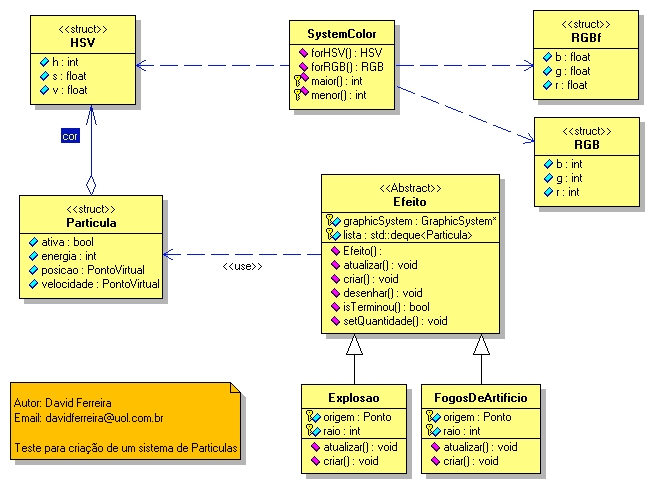 <<struct>>
HSV
h : int
s : float
v : float
SystemColor
forHSV() : HSV
forRGB() : RGB
maior() : int
menor() : int
<<struct>>
RGBf
b : float
g : float
r : float
<<struct>>
RGB
b : int
g : int
r : int
cor
<<struct>>
Particula
ativa : bool
energia : int
posicao : PontoVirtual
velocidade : PontoVirtual
<<use>>
<<Abstract>>
Efeito
graphicSystem : GraphicSystem*
lista : std::deque<Particula>
Efeito() :
atualizar() : void
criar() : void
desenhar() : void
isTerminou() : bool
setQuantidade() : void
Explosao
origem : Ponto
raio : int
atualizar() : void
criar() : void
FogosDeArtificio
origem : Ponto
raio : int
atualizar() : void
criar() : void
Autor: David Ferreira
Email: davidferreira@uol.com.br
Teste para criação de um sistema de Particulas